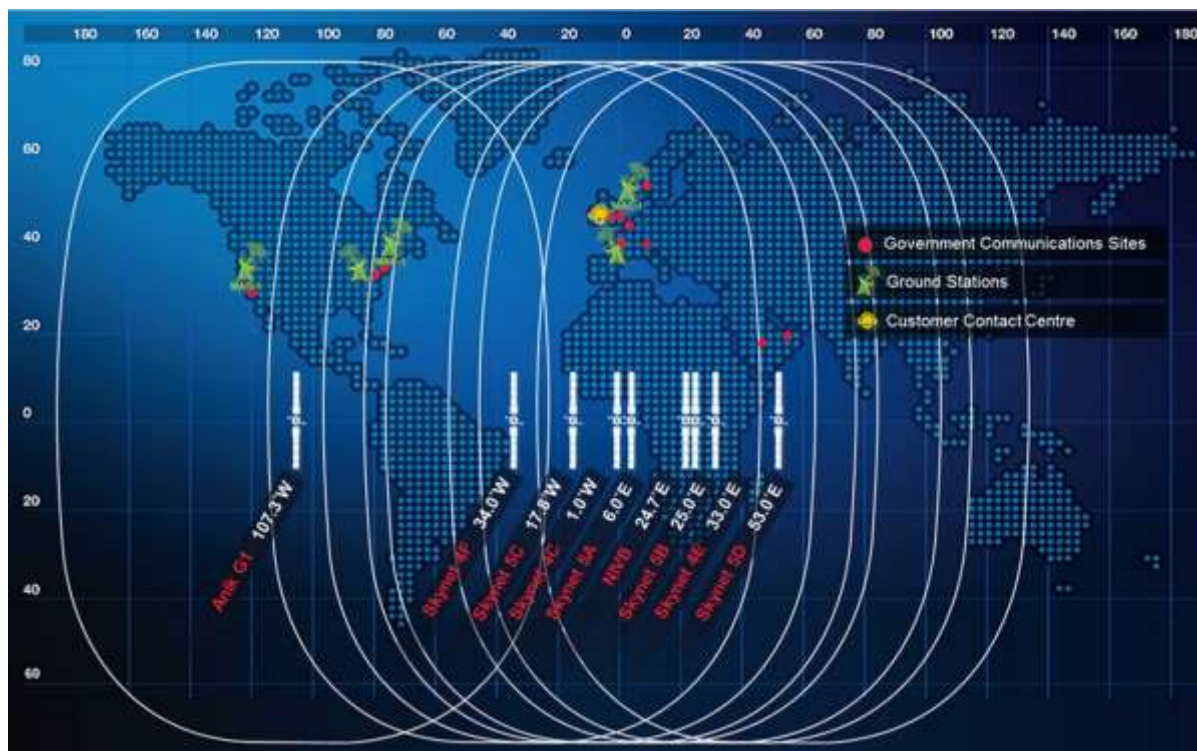 180 160 140 120 100 80 60 40 20 0 20 40 60 80 100 120 140 160 180
80
60
40
20
0
20
40
60
Government Communications Sites
Ground Stations
Customer Contact Centre
Anik G1 107.3°W
Skynet 4F 34.0°W
Skynet 5C 17.8°W
Skynet 4C 1.0°W
Skynet 5A 6.0°E
NIVB 24.7°E
Skynet 5B 25.0°E
Skynet 4E 33.0°E
Skynet 5D 53.0°E